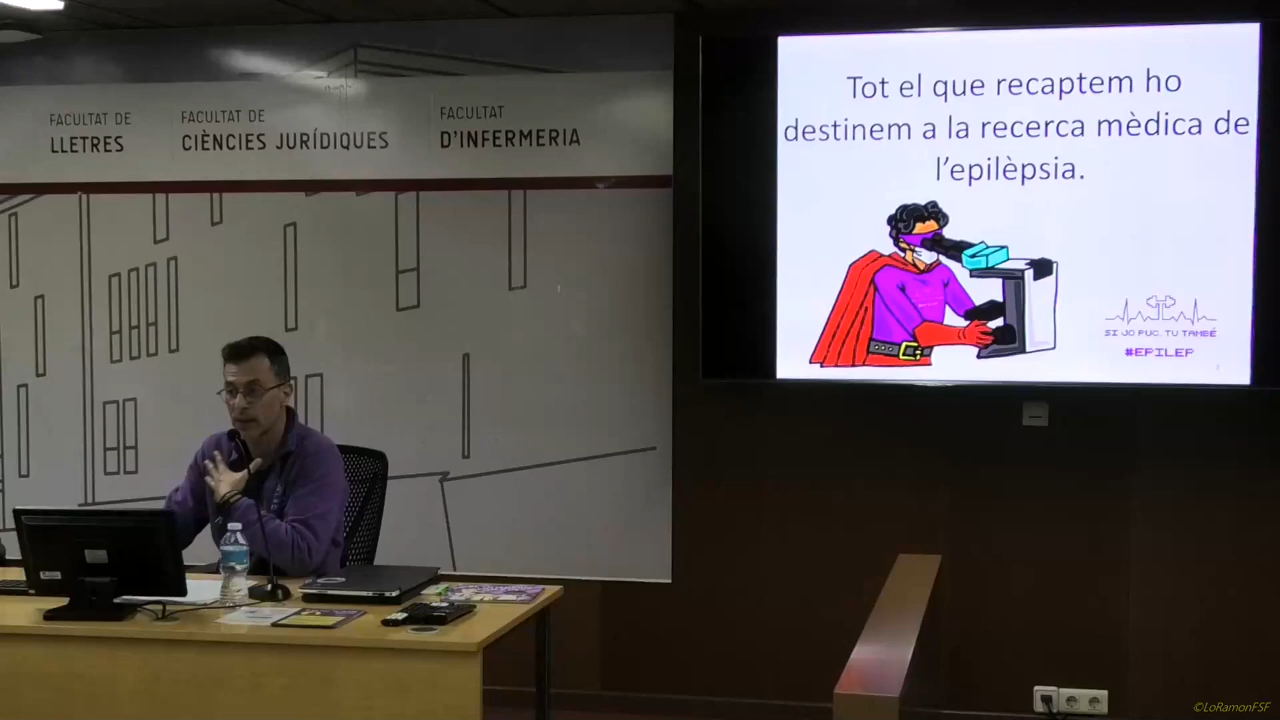 FACULTAT DE
LLETRES
FACULTAT DE
CIÈNCIES JURÍDIQUES
FACULTAT
D'INFERMERIA
Tot el que recaptem ho
destinem a la recerca mèdica de
l'epilèpsia.
SI JO PUC, TU TAMBÉ
#EPILEP
©LoRamonFSF